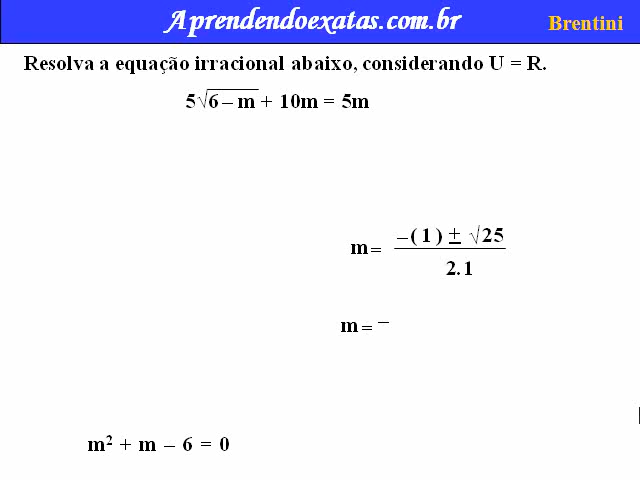 Aprendendoexatas.com.br
Brentini
Resolva a equação irracional abaixo, considerando U = R.
5√6 – m + 10m = 5m
m = –( 1 ) ± √25 / 2.1
m = –
m² + m – 6 = 0